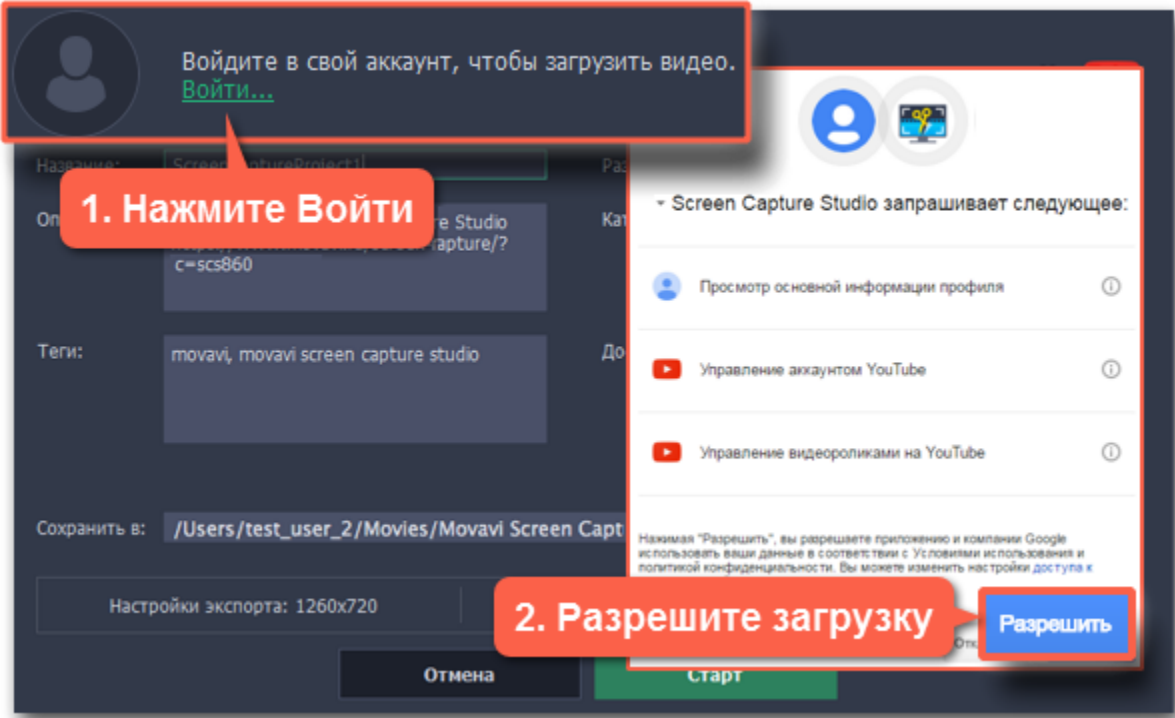 Войдите в свой аккаунт, чтобы загрузить видео.
Войти...
Название:
ScreenCaptureProject1
1. Нажмите Войти
Studio
c=scs860
Теги:
movavi, movavi screen capture studio
Сохранить в:
/Users/test_user_2/Movies/Movavi Screen Capt
Настройки экспорта: 1260x720
Отмена
Старт
Screen Capture Studio запрашивает следующее:
Просмотр основной информации профиля
Управление аккаунтом YouTube
Управление видеороликами на YouTube
Нажимая "Разрешить", вы разрешаете приложению и компании Google
использовать ваши данные в соответствии с Условиями использования и
политикой конфиденциальности. Вы можете изменить настройки доступа к
2. Разрешите загрузку
Разрешить